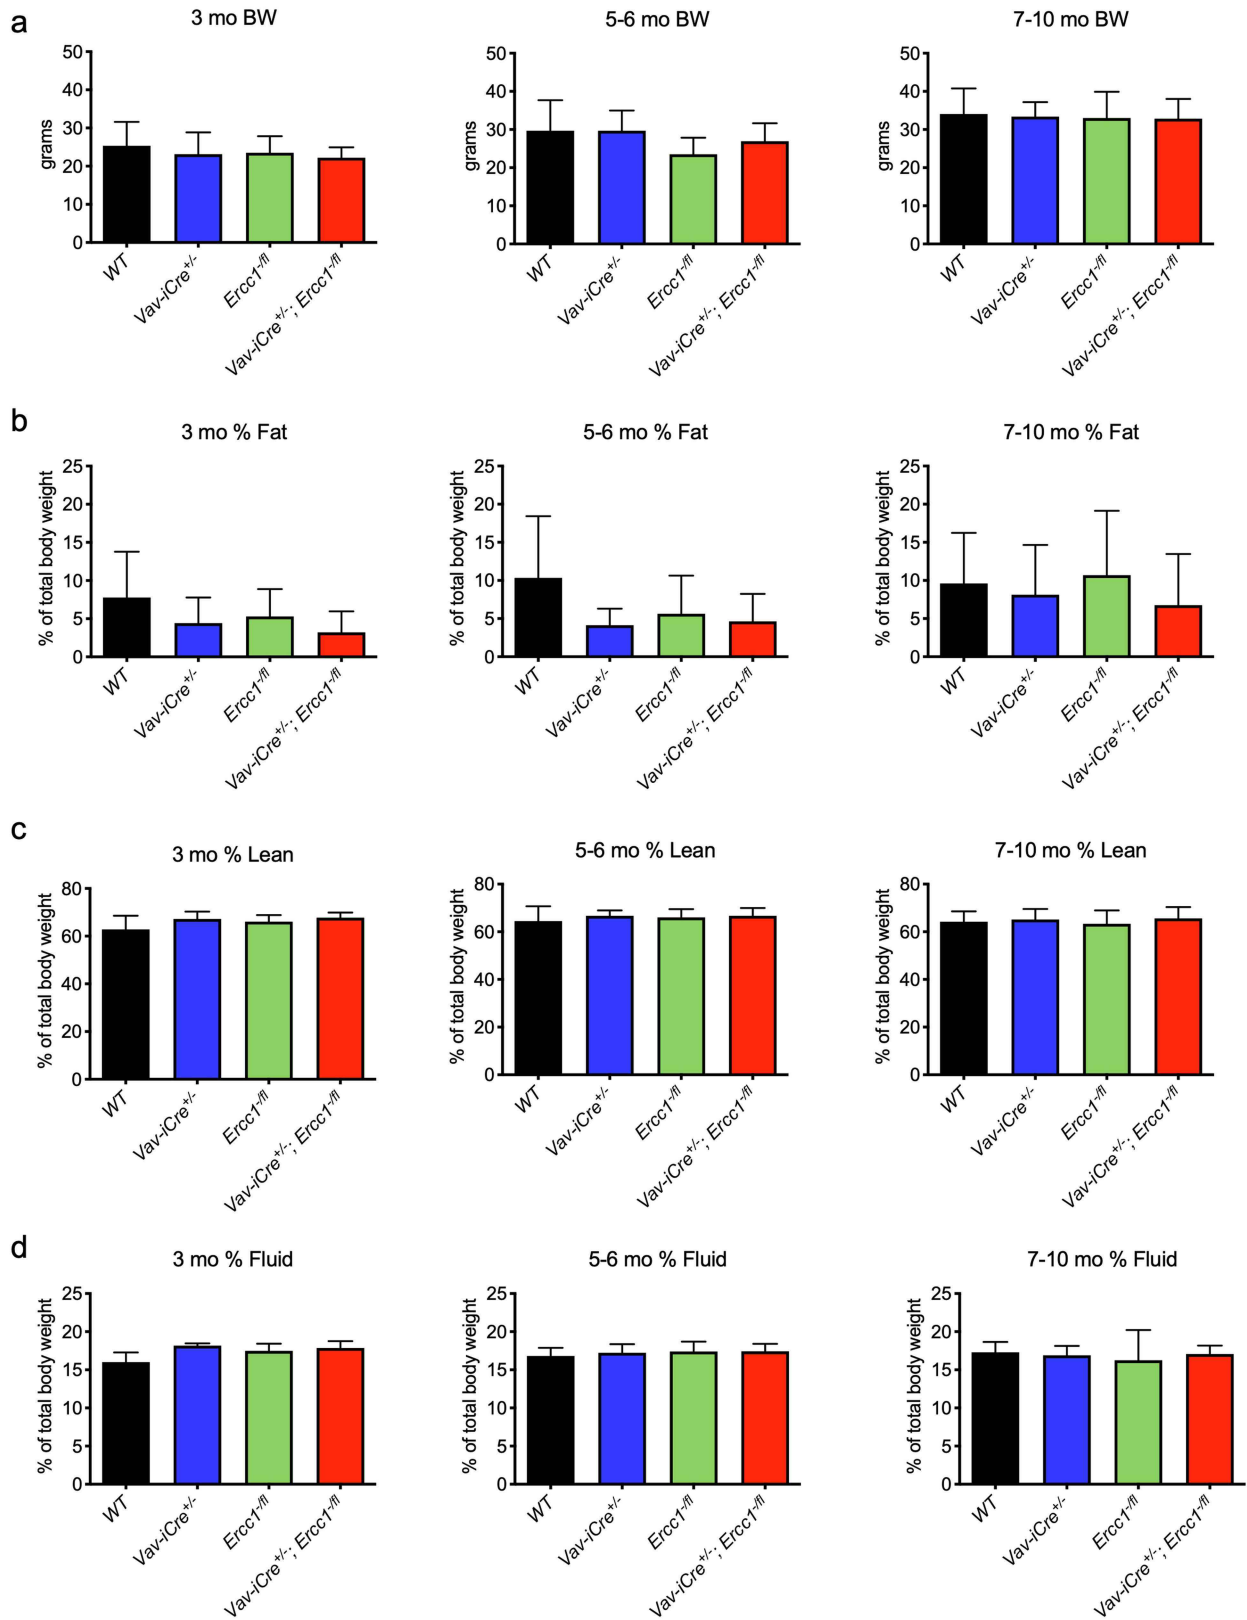 a
3 mo BW
5-6 mo BW
7-10 mo BW
grams
50
40
30
20
10
0
WT
Vav-iCre+/-
Ercc1-/fl
Vav-iCre+/-; Ercc1-/fl
grams
50
40
30
20
10
0
WT
Vav-iCre+/-
Ercc1-/fl
Vav-iCre+/-; Ercc1-/fl
grams
50
40
30
20
10
0
WT
Vav-iCre+/-
Ercc1-/fl
Vav-iCre+/-; Ercc1-/fl
b
3 mo % Fat
5-6 mo % Fat
7-10 mo % Fat
% of total body weight
25
20
15
10
5
0
WT
Vav-iCre+/-
Ercc1-/fl
Vav-iCre+/-; Ercc1-/fl
% of total body weight
25
20
15
10
5
0
WT
Vav-iCre+/-
Ercc1-/fl
Vav-iCre+/-; Ercc1-/fl
% of total body weight
25
20
15
10
5
0
WT
Vav-iCre+/-
Ercc1-/fl
Vav-iCre+/-; Ercc1-/fl
c
3 mo % Lean
5-6 mo % Lean
7-10 mo % Lean
% of total body weight
80
60
40
20
0
WT
Vav-iCre+/-
Ercc1-/fl
Vav-iCre+/-; Ercc1-/fl
% of total body weight
80
60
40
20
0
WT
Vav-iCre+/-
Ercc1-/fl
Vav-iCre+/-; Ercc1-/fl
% of total body weight
80
60
40
20
0
WT
Vav-iCre+/-
Ercc1-/fl
Vav-iCre+/-; Ercc1-/fl
d
3 mo % Fluid
5-6 mo % Fluid
7-10 mo % Fluid
% of total body weight
25
20
15
10
5
0
WT
Vav-iCre+/-
Ercc1-/fl
Vav-iCre+/-; Ercc1-/fl
% of total body weight
25
20
15
10
5
0
WT
Vav-iCre+/-
Ercc1-/fl
Vav-iCre+/-; Ercc1-/fl
% of total body weight
25
20
15
10
5
0
WT
Vav-iCre+/-
Ercc1-/fl
Vav-iCre+/-; Ercc1-/fl